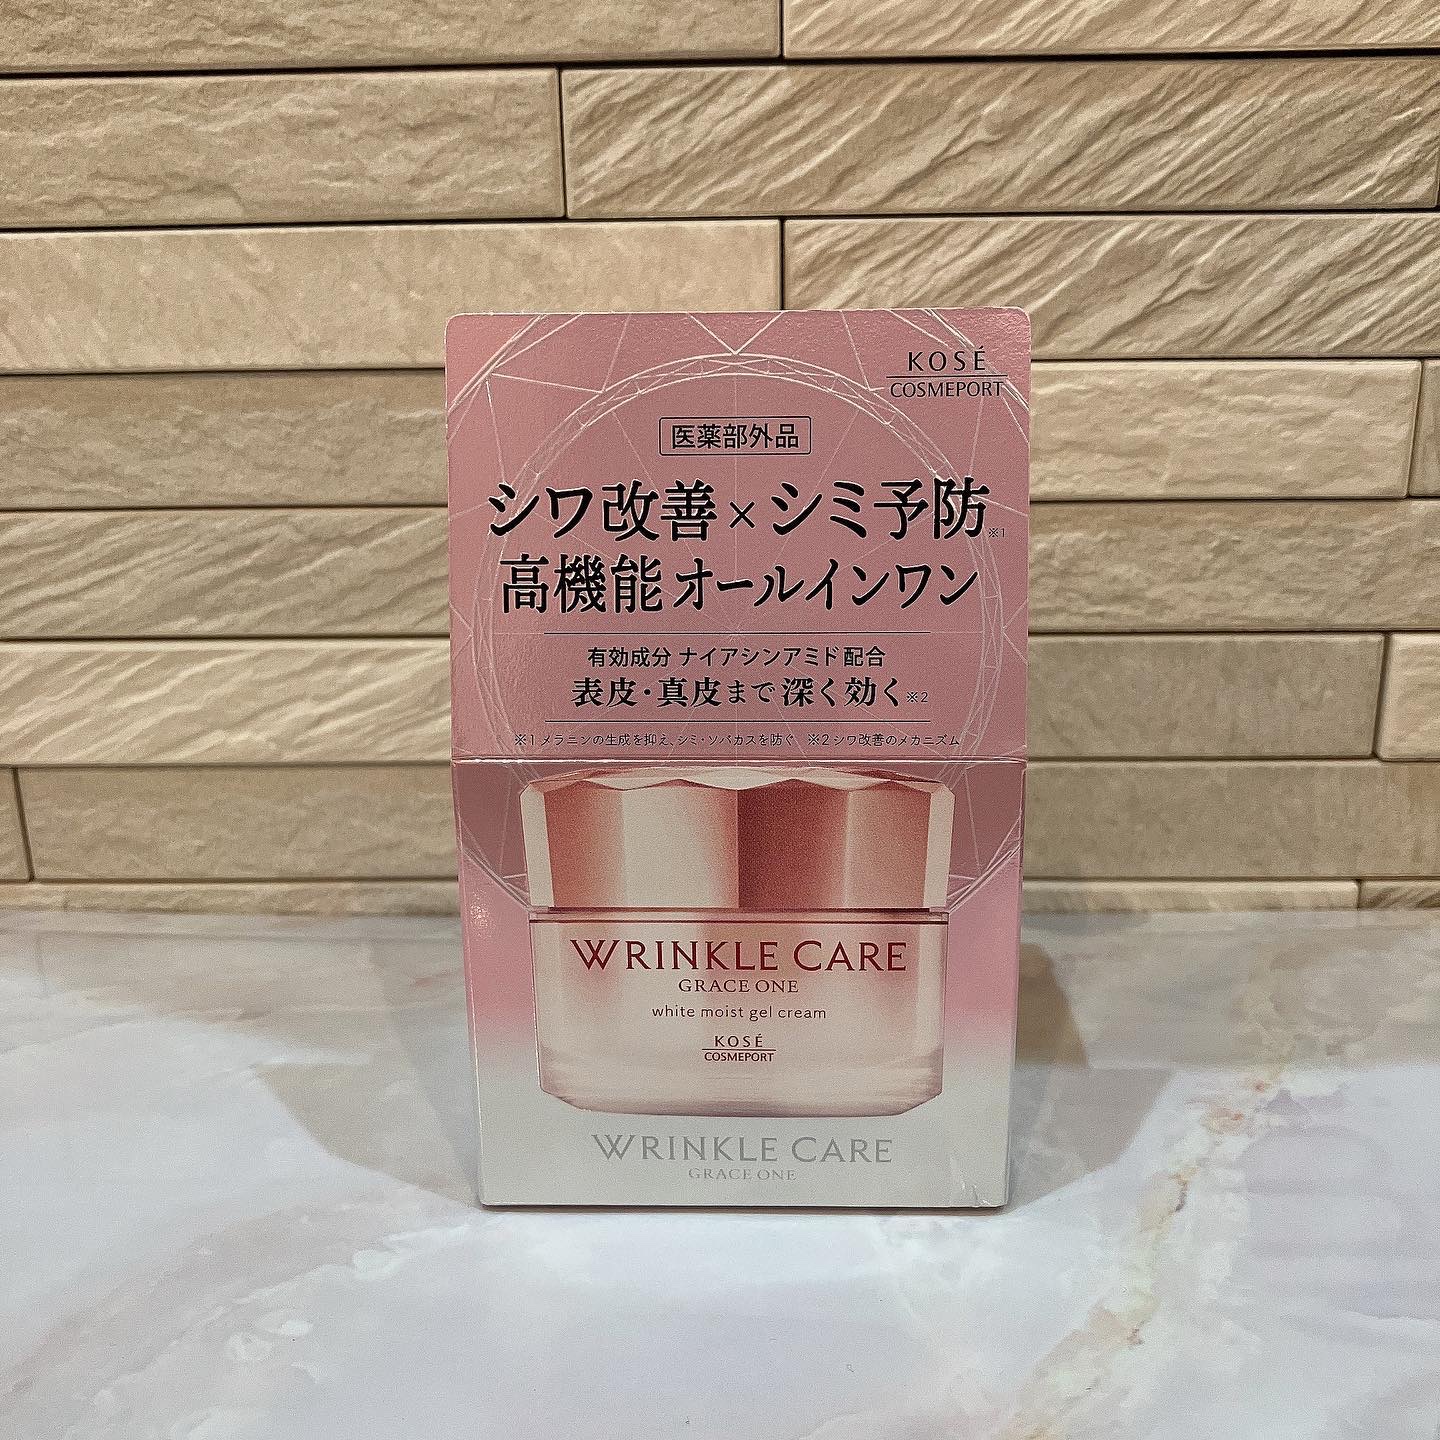 KOSÉ
COSMEPORT
医薬部外品
シワ改善×シミ予防※1
高機能オールインワン
有効成分 ナイアシンアミド配合
表皮・真皮まで深く効く※2
※1 メラニンの生成を抑え、シミ・ソバカスを防ぐ ※2 シワ改善のメカニズム
WRINKLE CARE
GRACE ONE
white moist gel cream
KOSÉ
COSMEPORT
WRINKLE CARE
GRACE ONE